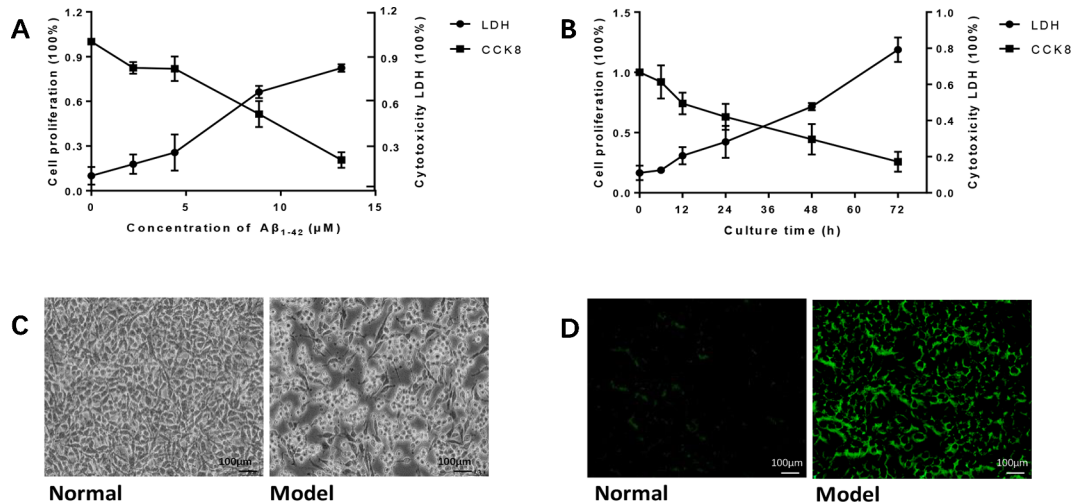 A
Cell proliferation (100%)
1.2
0.9
0.6
0.3
0.0
1.2
0.9
0.6
0.3
0.0
Cytotoxicity LDH (100%)
0 5 10 15
Concentration of Aβ1-42 (μM)
LDH
CCK8
B
Cell proliferation (100%)
1.5
1.0
0.5
0.0
1.0
0.8
0.6
0.4
0.2
0.0
Cytotoxicity LDH (100%)
0 6 12 24 36 48 60 72
Culture time (h)
LDH
CCK8
C
100μm
100μm
Normal Model
D
100μm
100μm
Normal Model